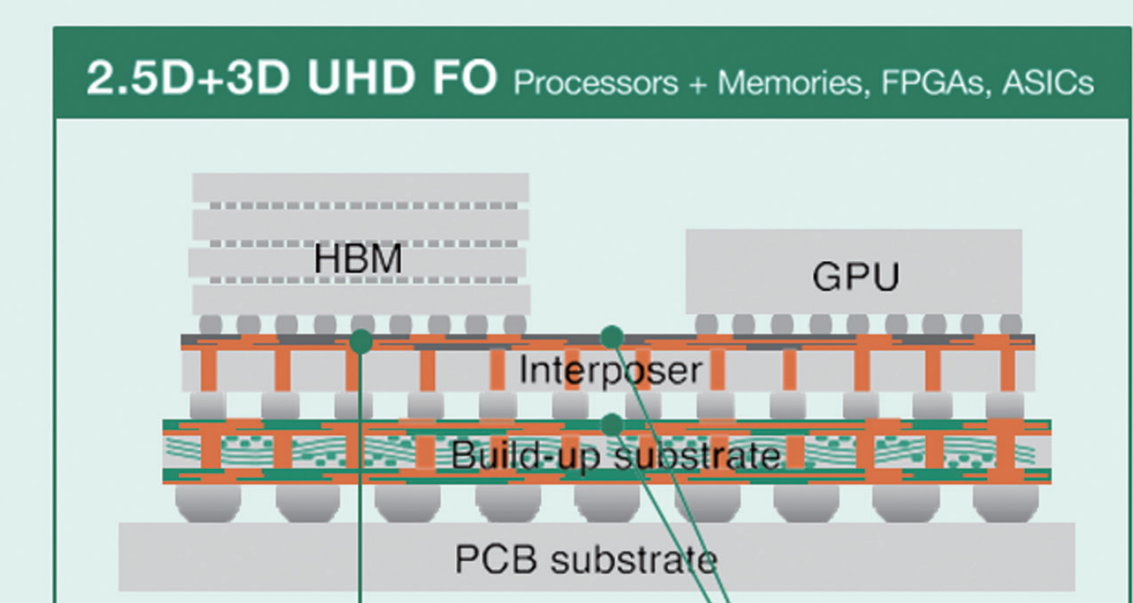 2.5D+3D UHD FO Processors + Memories, FPGAs, ASICs
HBM
GPU
Interposer
Build-up substrate
PCB substrate